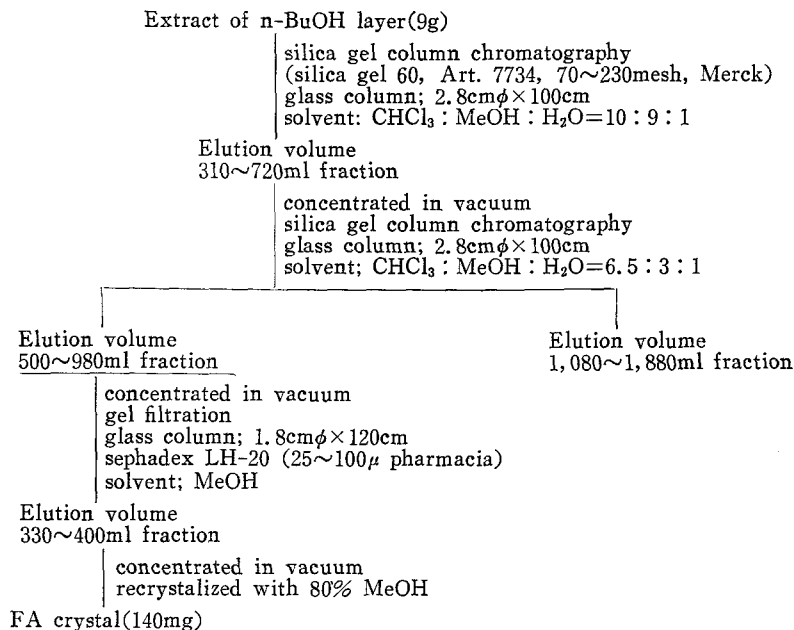 Extract of n-BuOH layer(9g)
silica gel column chromatography
(silica gel 60, Art. 7734, 70~230mesh, Merck)
glass column; 2.8cmϕ×100cm
solvent: CHCl₃ : MeOH : H₂O=10 : 9 : 1
Elution volume
310~720ml fraction
concentrated in vacuum
silica gel column chromatography
glass column; 2.8cmϕ×100cm
solvent; CHCl₃ : MeOH : H₂O=6.5 : 3 : 1
Elution volume
500~980ml fraction
Elution volume
1,080~1,880ml fraction
concentrated in vacuum
gel filtration
glass column; 1.8cmϕ×120cm
sephadex LH-20 (25~100μ pharmacia)
solvent; MeOH
Elution volume
330~400ml fraction
concentrated in vacuum
recrystalized with 80% MeOH
FA crystal(140mg)